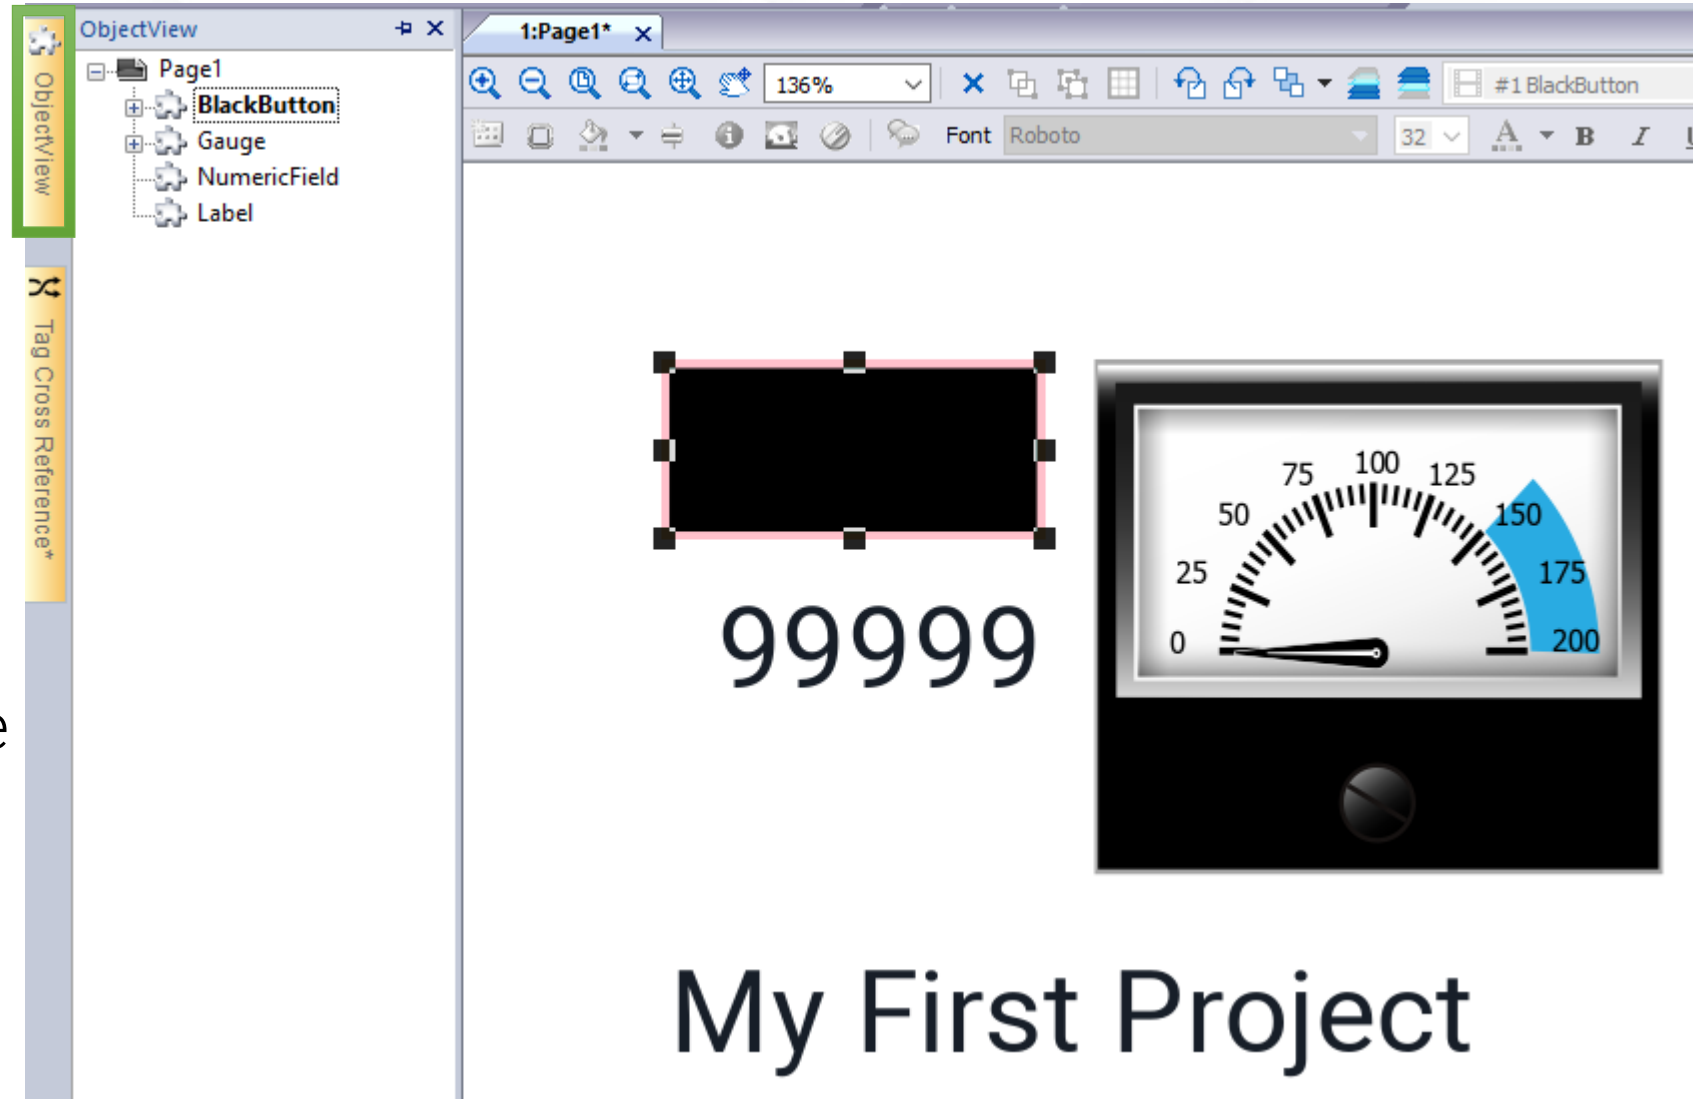 ObjectView
Tag Cross Reference*
ObjectView
Page1
BlackButton
Gauge
NumericField
Label
1:Page1*
136%
#1 BlackButton
Font Roboto 32 A B I U
0 25 50 75 100 125 150 175 200
99999
My First Project
e